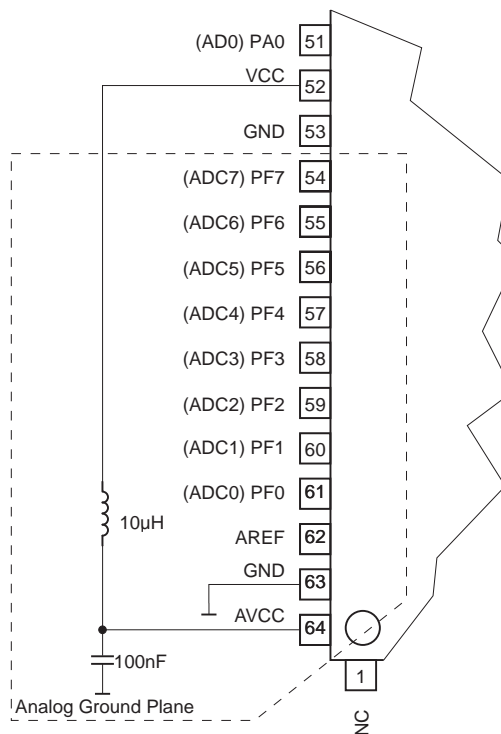 (AD0) PA0 51
VCC 52
GND 53
(ADC7) PF7 54
(ADC6) PF6 55
(ADC5) PF5 56
(ADC4) PF4 57
(ADC3) PF3 58
(ADC2) PF2 59
(ADC1) PF1 60
(ADC0) PF0 61
10µH
AREF 62
GND 63
AVCC 64
100nF
1
Analog Ground Plane
NC